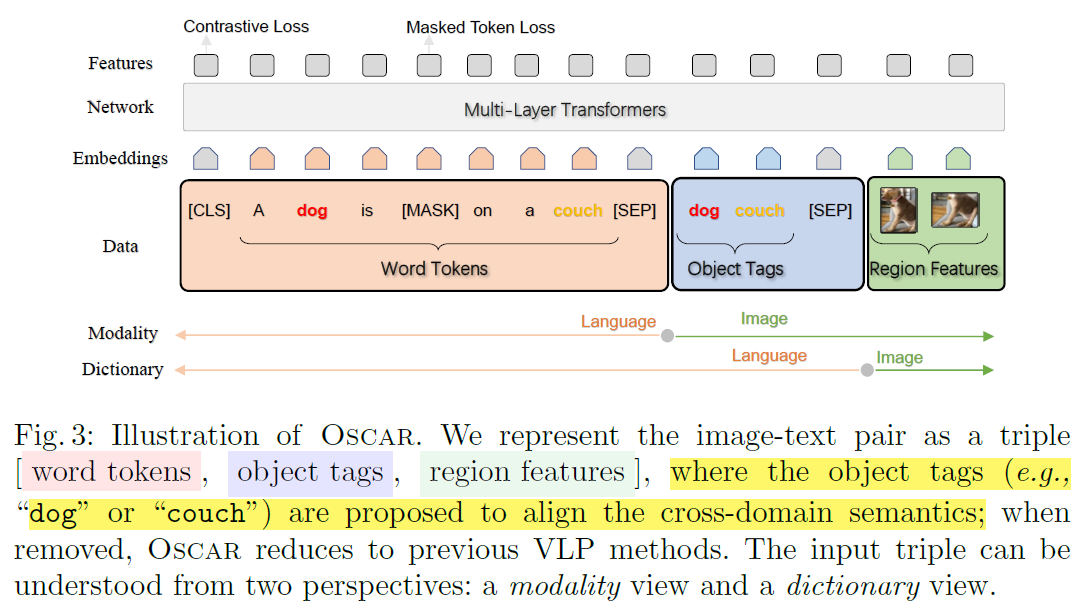 Contrastive Loss Masked Token Loss
Features
Network Multi-Layer Transformers
Embeddings
[CLS] A dog is [MASK] on a couch [SEP] dog couch [SEP]
Data
Word Tokens Object Tags Region Features
Language Image
Modality
Language Image
Dictionary
Fig. 3: Illustration of OSCAR. We represent the image-text pair as a triple
[ word tokens , object tags , region features ], where the object tags (e.g.,
“dog” or “couch”) are proposed to align the cross-domain semantics; when
removed, OSCAR reduces to previous VLP methods. The input triple can be
understood from two perspectives: a modality view and a dictionary view.